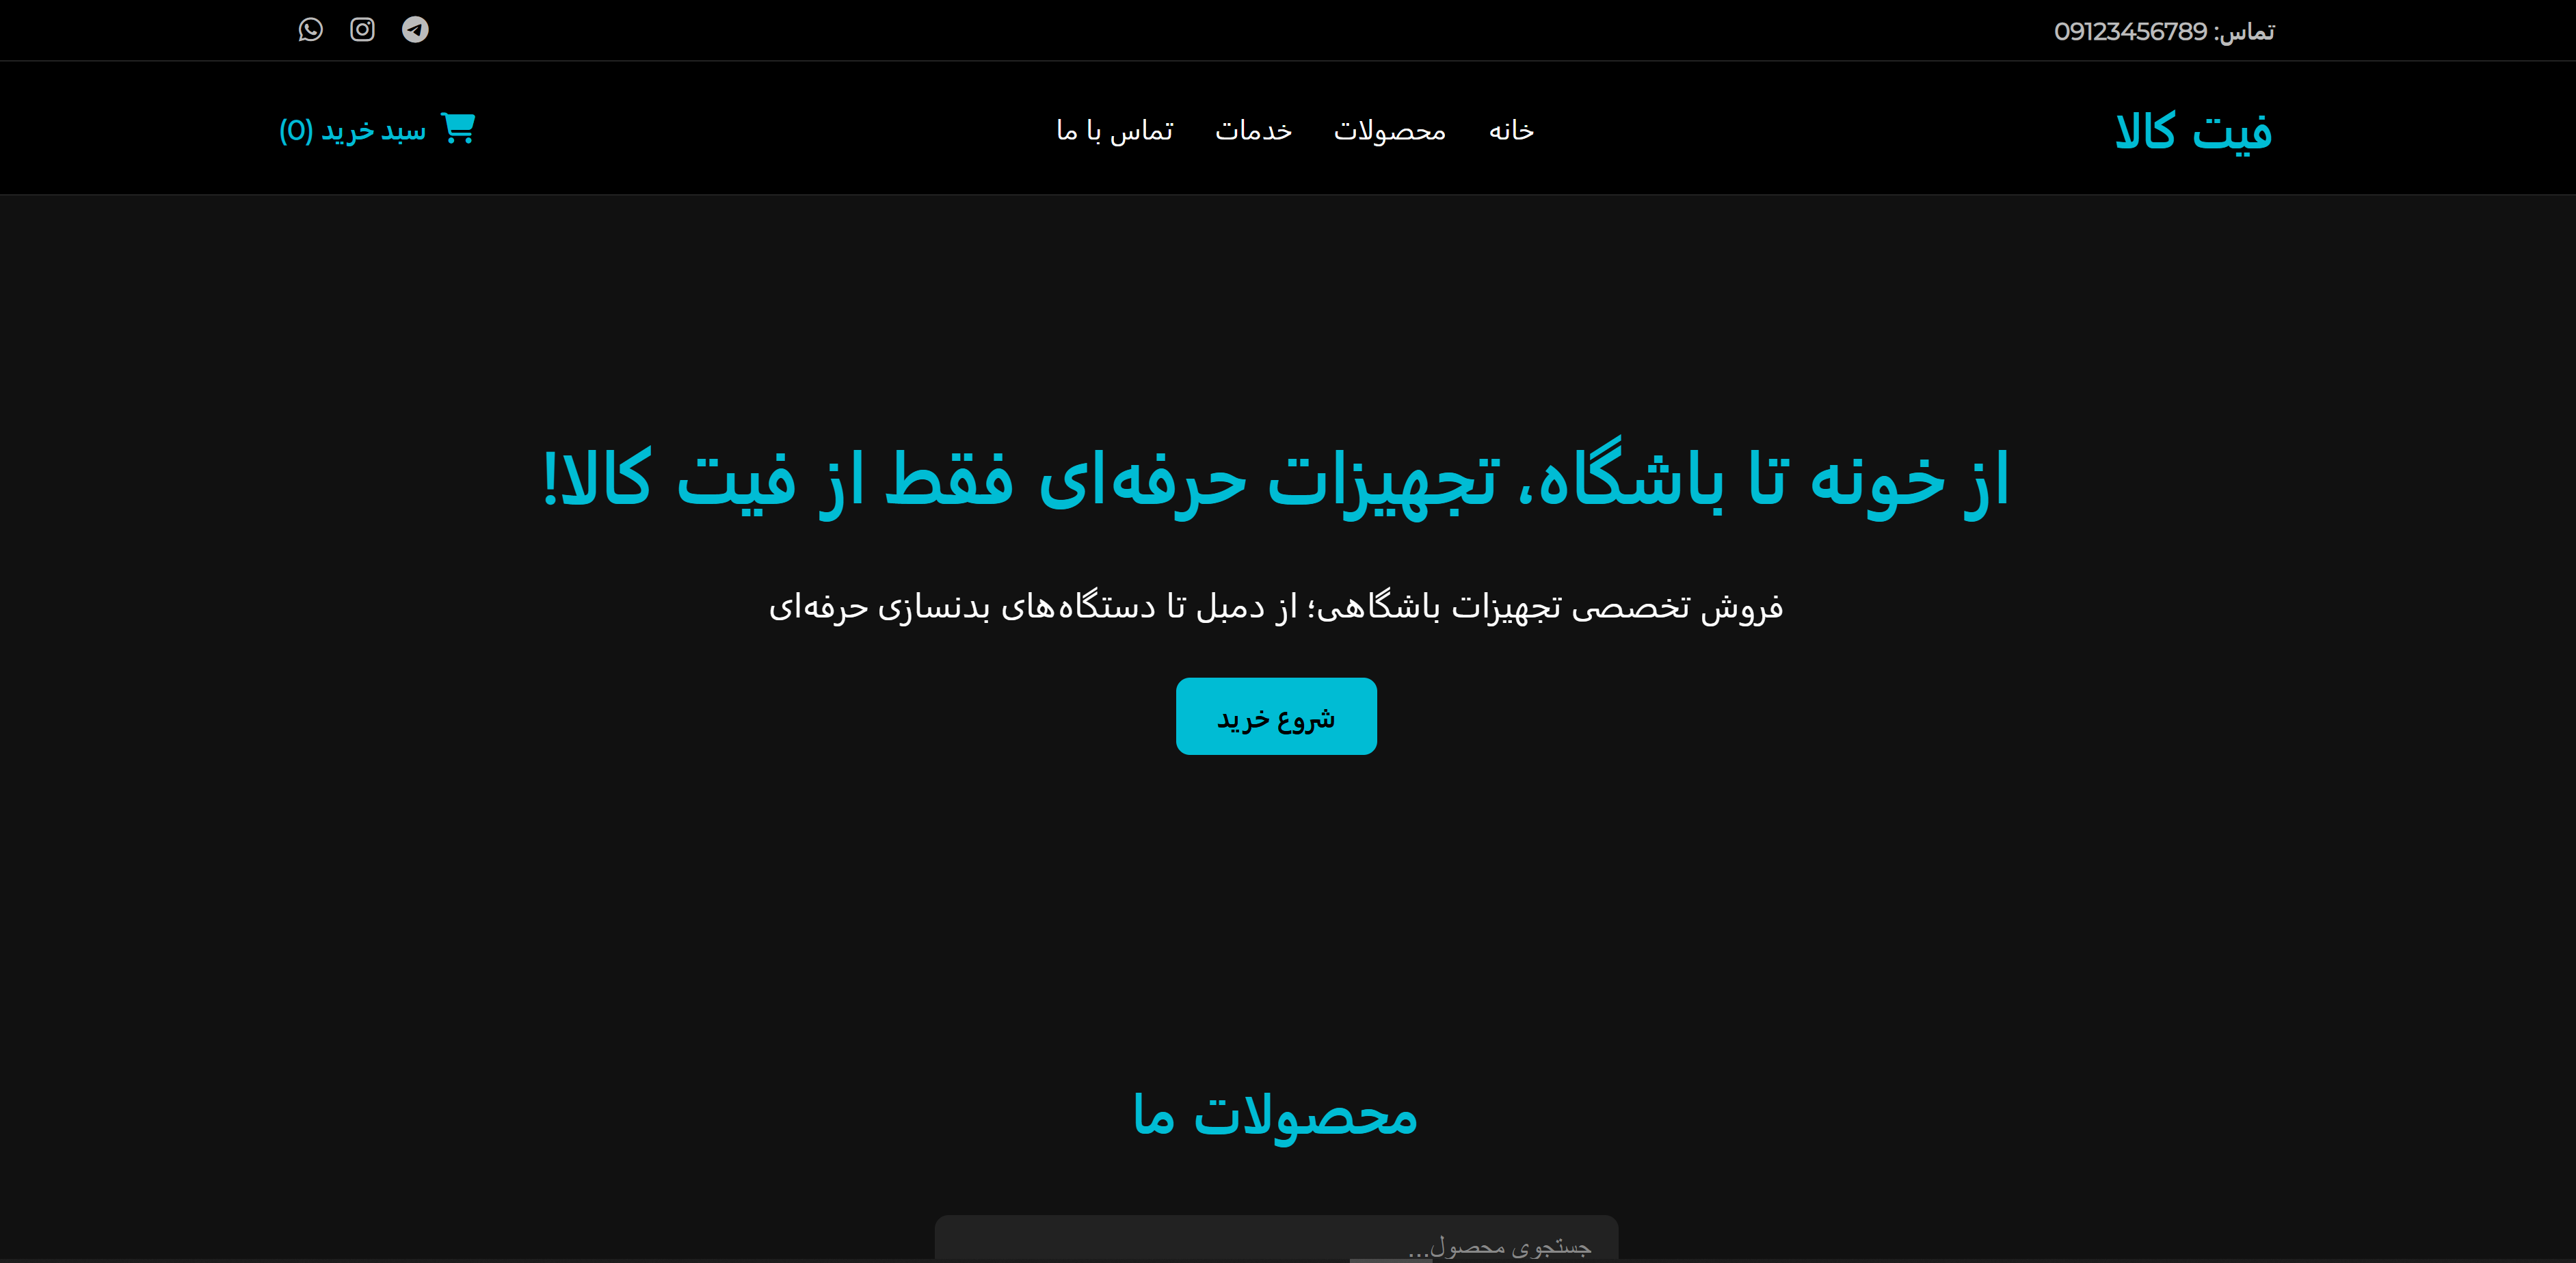 تماس: 09123456789
فیت کالا
خانه محصولات خدمات تماس با ما
سبد خرید (0)
از خونه تا باشگاه، تجهیزات حرفه‌ای فقط از فیت کالا!
فروش تخصصی تجهیزات باشگاهی؛ از دمبل تا دستگاه‌های بدنسازی حرفه‌ای
شروع خرید
محصولات ما
جستجوی محصول...